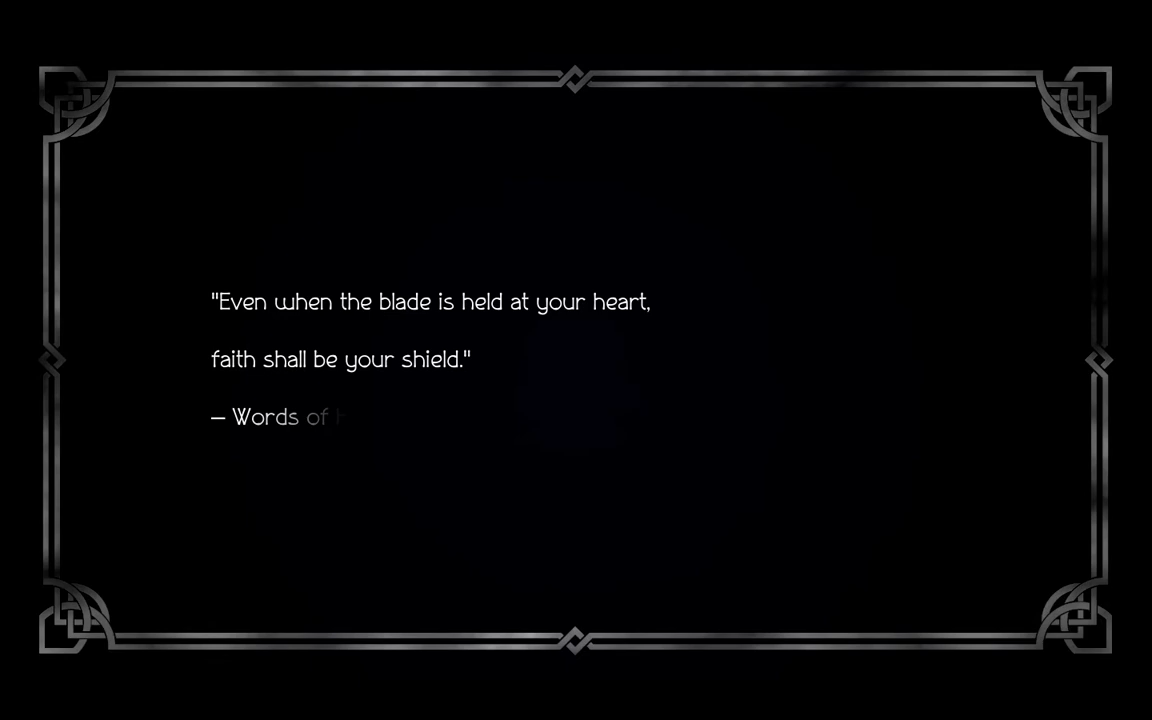 "Even when the blade is held at your heart,
faith shall be your shield."
– Words of